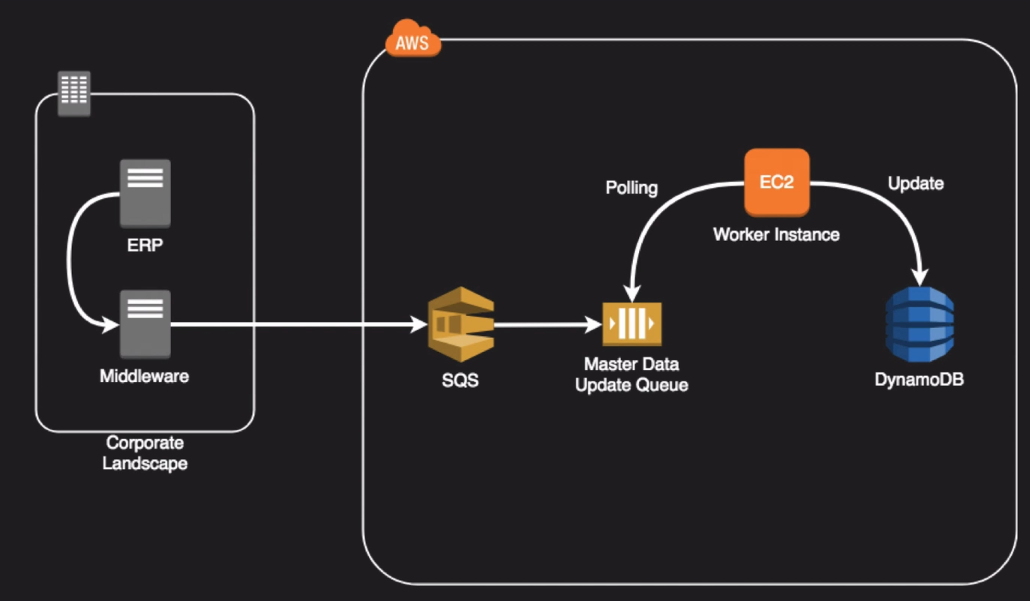 AWS
ERP
Middleware
Corporate
Landscape
SQS
Polling
Master Data
Update Queue
EC2
Worker Instance
Update
DynamoDB